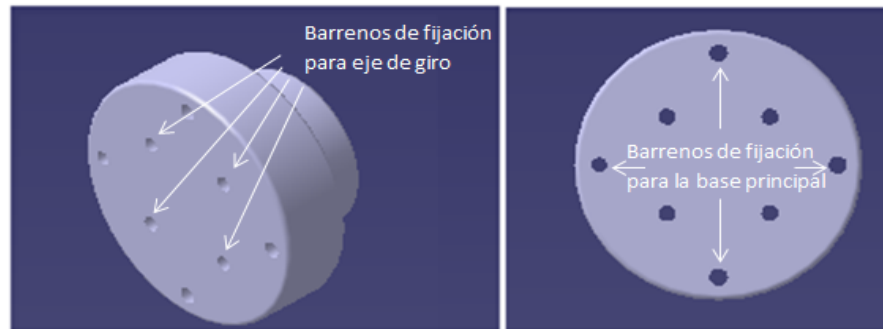 Barrenos de fijación
para eje de giro
Barrenos de fijación
para la base principal